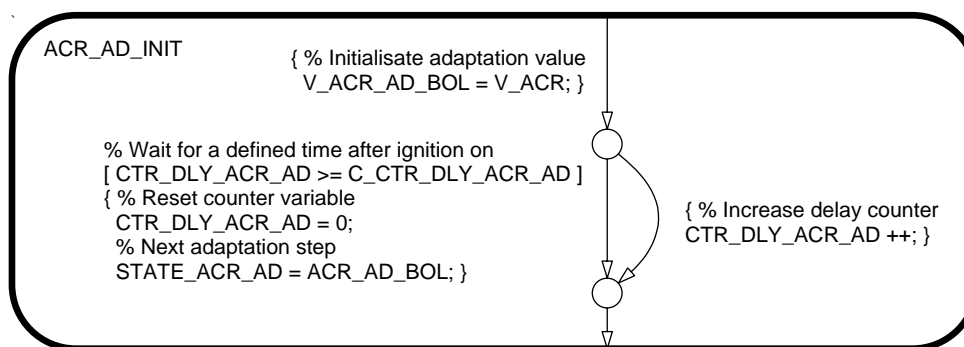 ACR_AD_INIT
{ % Initialisate adaptation value
V_ACR_AD_BOL = V_ACR; }
% Wait for a defined time after ignition on
[ CTR_DLY_ACR_AD >= C_CTR_DLY_ACR_AD ]
{ % Reset counter variable
CTR_DLY_ACR_AD = 0;
% Next adaptation step
STATE_ACR_AD = ACR_AD_BOL; }
{ % Increase delay counter
CTR_DLY_ACR_AD ++; }